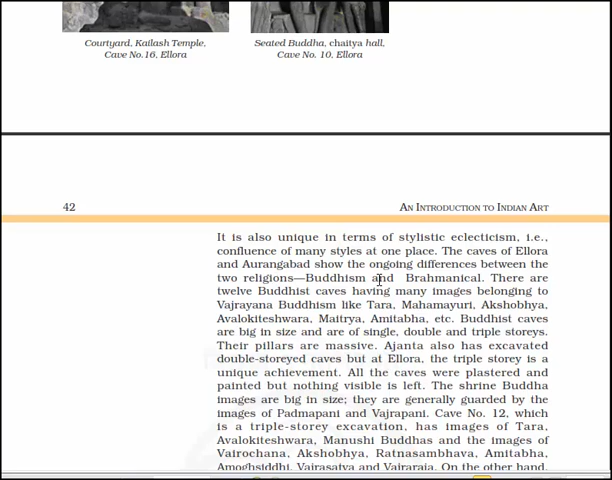 Courtyard, Kailash Temple,
Cave No.16, Ellora
Seated Buddha, chaitya hall,
Cave No. 10, Ellora
42
AN INTRODUCTION TO INDIAN ART
It is also unique in terms of stylistic eclecticism, i.e.,
confluence of many styles at one place. The caves of Ellora
and Aurangabad show the ongoing differences between the
two religions—Buddhism and Brahmanical. There are
twelve Buddhist caves having many images belonging to
Vajrayana Buddhism like Tara, Mahamayuri, Akshobhya,
Avalokiteshwara, Maitrya, Amitabha, etc. Buddhist caves
are big in size and are of single, double and triple storeys.
Their pillars are massive. Ajanta also has excavated
double-storeyed caves but at Ellora, the triple storey is a
unique achievement. All the caves were plastered and
painted but nothing visible is left. The shrine Buddha
images are big in size; they are generally guarded by the
images of Padmapani and Vajrapani. Cave No. 12, which
is a triple-storey excavation, has images of Tara,
Avalokiteshwara, Manushi Buddhas and the images of
Vairochana, Akshobhya, Ratnasambhava, Amitabha,
Amoghsiddhi, Vairasatva and Vairaraja. On the other hand,